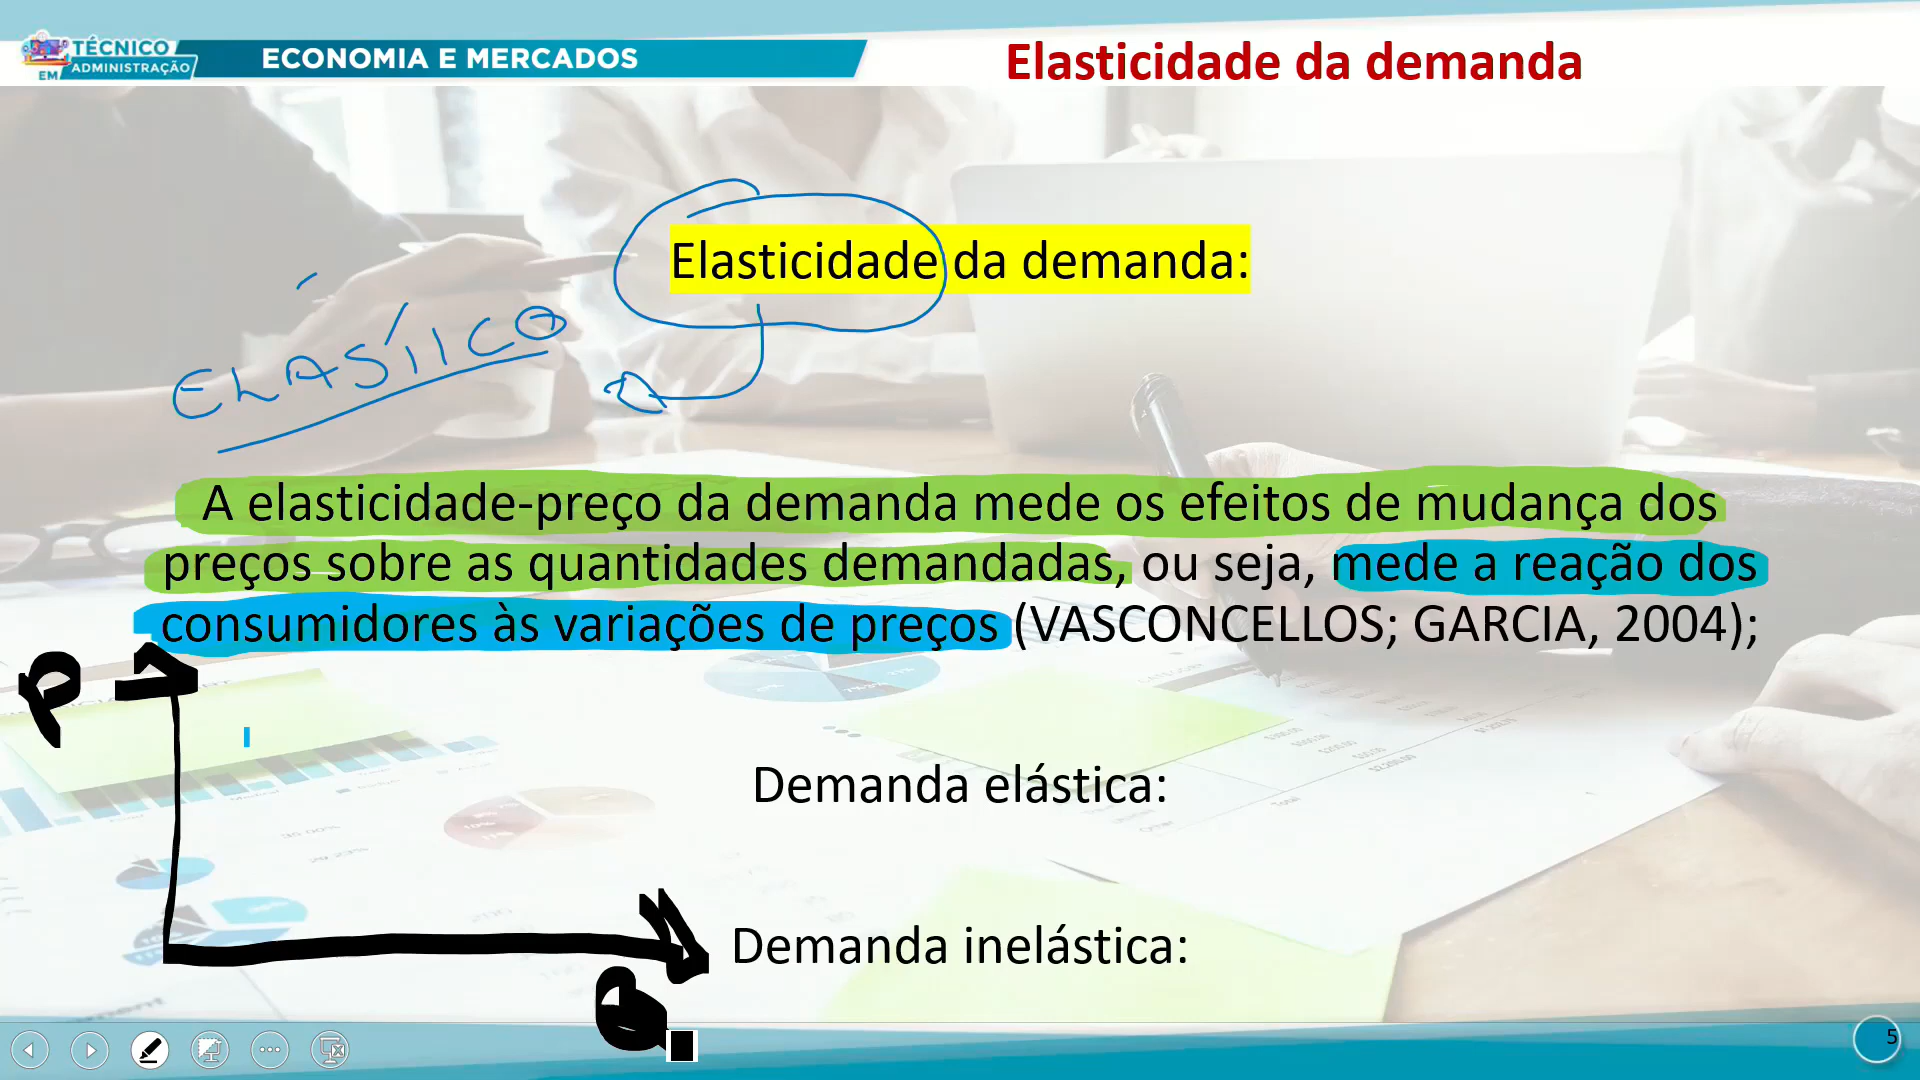 TÉCNICO
EM ADMINISTRAÇÃO
ECONOMIA E MERCADOS
Elasticidade da demanda
Elasticidade da demanda:
ELÁSTICO
A elasticidade-preço da demanda mede os efeitos de mudança dos
preços sobre as quantidades demandadas, ou seja, mede a reação dos
consumidores às variações de preços (VASCONCELLOS; GARCIA, 2004);
P
Demanda elástica:
Demanda inelástica:
Q
5